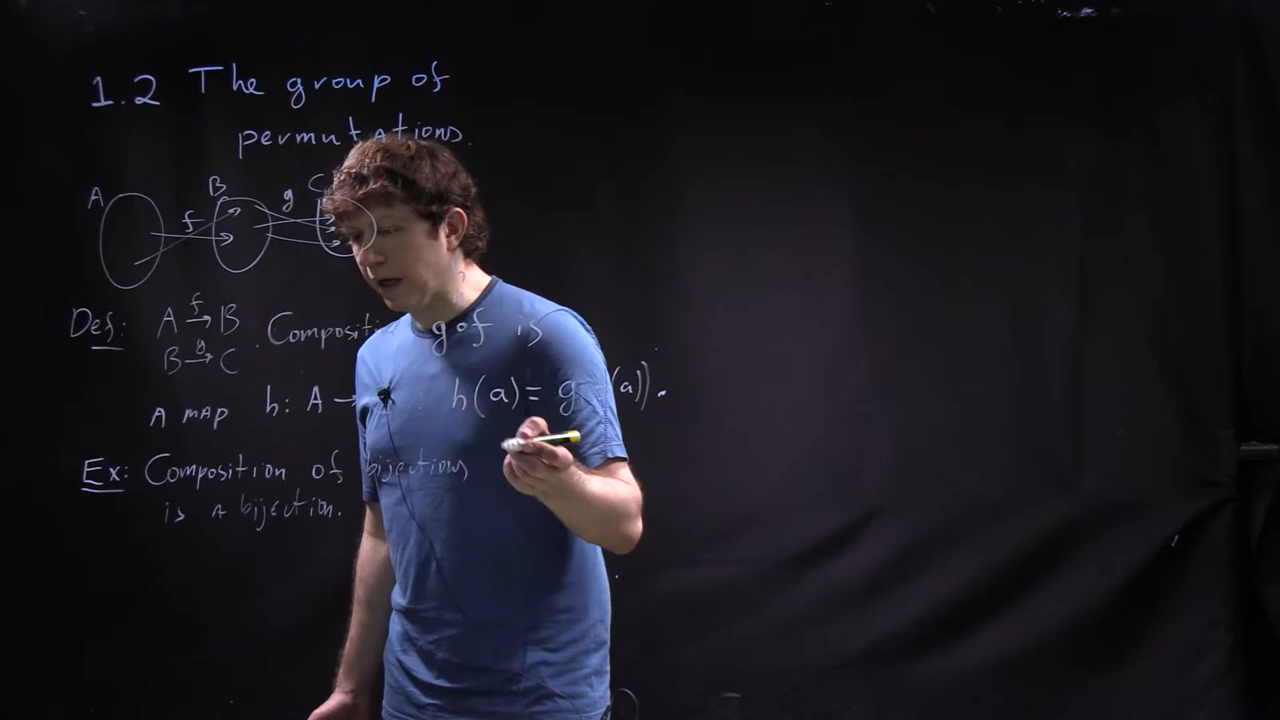 1.2 The group of
permutations.
A f B g C
Def: A f→ B . Composit g∘f is
B g→ C
A MAP h: A → h(a) = g (a)).
Ex: Composition of bijections
is a bijection.